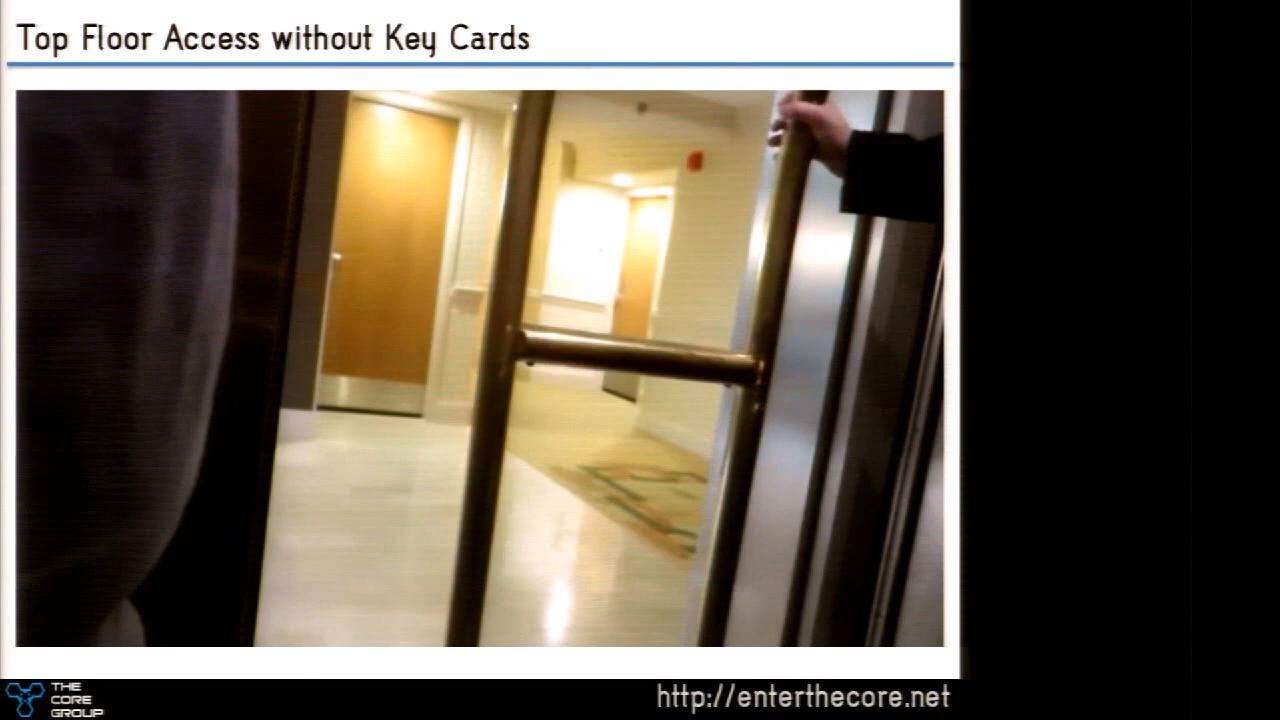 Top Floor Access without Key Cards
THE
CORE
GROUP
http://enterthecore.net